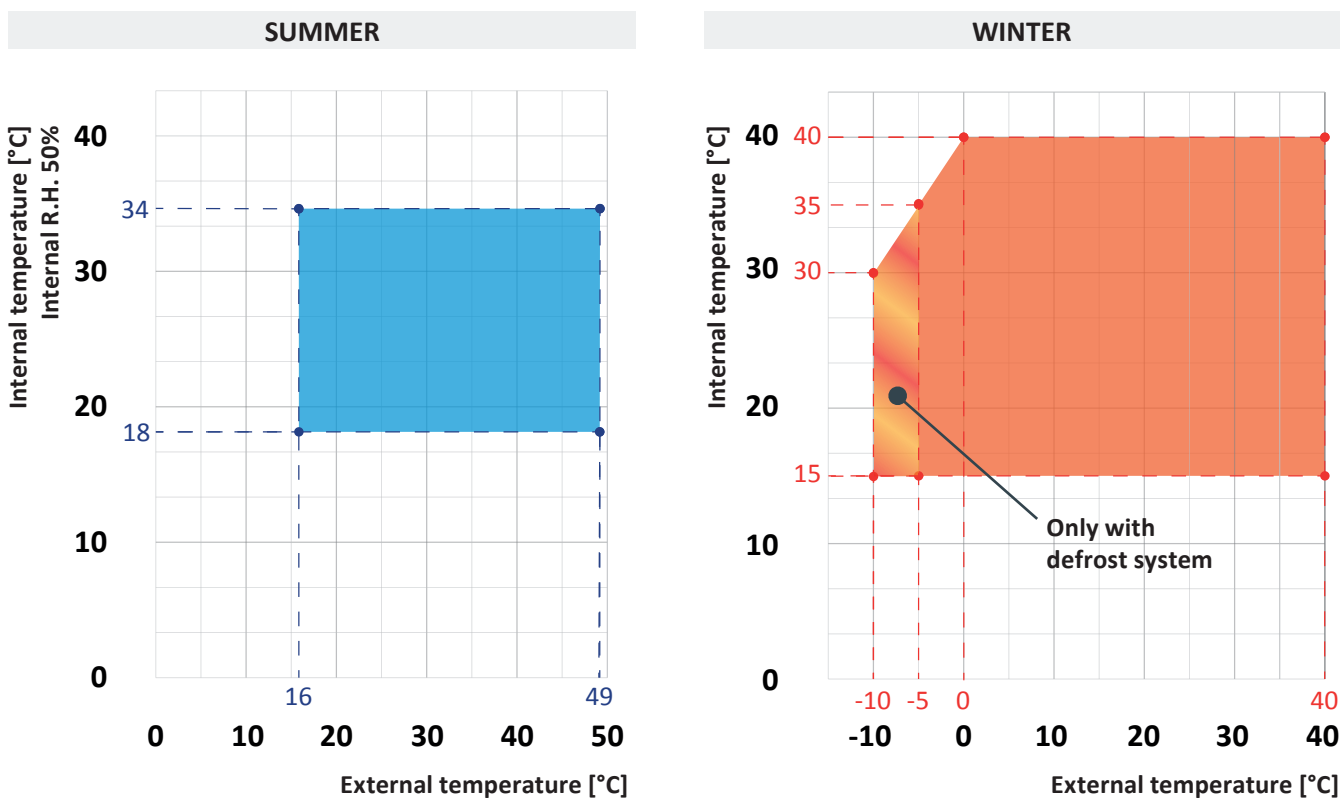 SUMMER
Internal temperature [°C]
Internal R.H. 50%
40
34
30
20
18
10
0
16
49
0 10 20 30 40 50
External temperature [°C]
WINTER
Internal temperature [°C]
40 40
35
30 30
20
15
10
0
Only with
defrost system
-10 -5 0 40
-10 0 10 20 30 40
External temperature [°C]